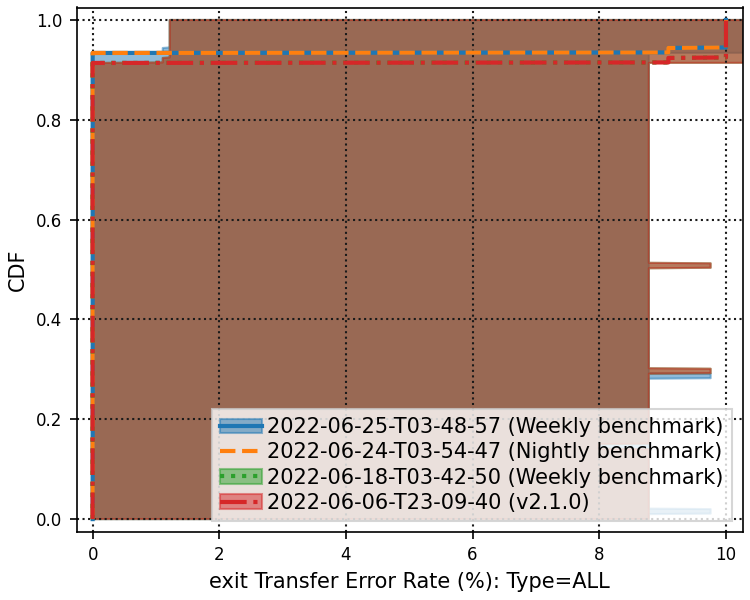 1.0
0.8
0.6
0.4
0.2
0.0
CDF
2022-06-25-T03-48-57 (Weekly benchmark)
2022-06-24-T03-54-47 (Nightly benchmark)
2022-06-18-T03-42-50 (Weekly benchmark)
2022-06-06-T23-09-40 (v2.1.0)
0 2 4 6 8 10
exit Transfer Error Rate (%): Type=ALL